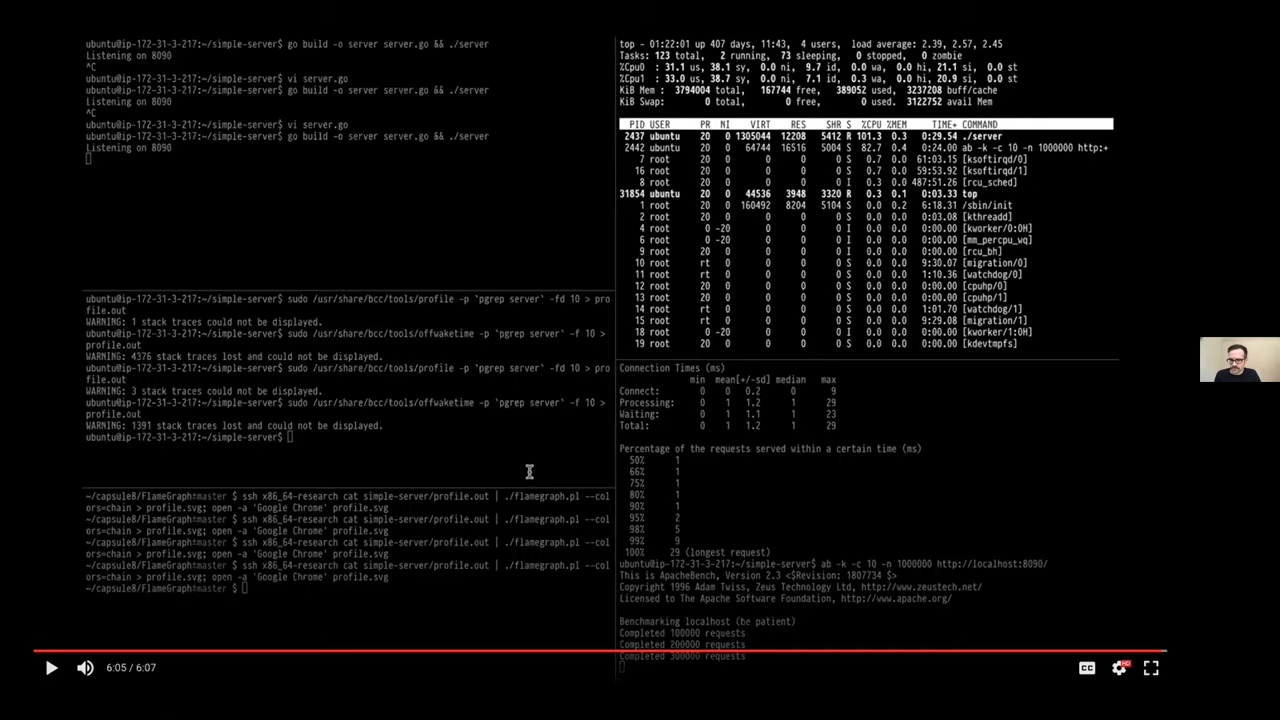 ubuntu@ip-172-31-3-217:~/simple-server$ go build -o server server.go && ./server
Listening on 8090
^C
ubuntu@ip-172-31-3-217:~/simple-server$ vi server.go
ubuntu@ip-172-31-3-217:~/simple-server$ go build -o server server.go && ./server
Listening on 8090
^C
ubuntu@ip-172-31-3-217:~/simple-server$ vi server.go
ubuntu@ip-172-31-3-217:~/simple-server$ go build -o server server.go && ./server
Listening on 8090
ubuntu@ip-172-31-3-217:~/simple-server$ sudo /usr/share/bcc/tools/profile -p `pgrep server` -fd 10 > pro
file.out
WARNING: 1 stack traces could not be displayed.
ubuntu@ip-172-31-3-217:~/simple-server$ sudo /usr/share/bcc/tools/offwaketime -p `pgrep server` -f 10 >
profile.out
WARNING: 4376 stack traces lost and could not be displayed.
ubuntu@ip-172-31-3-217:~/simple-server$ sudo /usr/share/bcc/tools/profile -p `pgrep server` -fd 10 > pro
file.out
WARNING: 3 stack traces could not be displayed.
ubuntu@ip-172-31-3-217:~/simple-server$ sudo /usr/share/bcc/tools/offwaketime -p `pgrep server` -f 10 >
profile.out
WARNING: 1391 stack traces lost and could not be displayed.
ubuntu@ip-172-31-3-217:~/simple-server$
~/capsule8/FlameGraph‡master $ ssh x86_64-research cat simple-server/profile.out | ./flamegraph.pl --col
ors=chain > profile.svg; open -a 'Google Chrome' profile.svg
~/capsule8/FlameGraph‡master $ ssh x86_64-research cat simple-server/profile.out | ./flamegraph.pl --col
ors=chain > profile.svg; open -a 'Google Chrome' profile.svg
~/capsule8/FlameGraph‡master $ ssh x86_64-research cat simple-server/profile.out | ./flamegraph.pl --col
ors=chain > profile.svg; open -a 'Google Chrome' profile.svg
~/capsule8/FlameGraph‡master $ ssh x86_64-research cat simple-server/profile.out | ./flamegraph.pl --col
ors=chain > profile.svg; open -a 'Google Chrome' profile.svg
~/capsule8/FlameGraph‡master $
top - 01:22:01 up 407 days, 11:43, 4 users, load average: 2.39, 2.57, 2.45
Tasks: 123 total, 2 running, 73 sleeping, 0 stopped, 0 zombie
%Cpu0 : 31.1 us, 38.1 sy, 0.0 ni, 9.7 id, 0.0 wa, 0.0 hi, 21.1 si, 0.0 st
%Cpu1 : 33.0 us, 38.7 sy, 0.0 ni, 7.1 id, 0.3 wa, 0.0 hi, 20.9 si, 0.0 st
KiB Mem : 3794004 total, 167744 free, 389052 used, 3237208 buff/cache
KiB Swap: 0 total, 0 free, 0 used. 3122752 avail Mem
PID USER PR NI VIRT RES SHR S %CPU %MEM TIME+ COMMAND
2437 ubuntu 20 0 1305044 12208 5412 R 101.3 0.3 0:29.54 ./server
2442 ubuntu 20 0 64744 16516 5004 S 82.7 0.4 0:24.00 ab -k -c 10 -n 1000000 http:+
7 root 20 0 0 0 0 S 0.7 0.0 61:03.15 [ksoftirqd/0]
16 root 20 0 0 0 0 S 0.7 0.0 59:53.92 [ksoftirqd/1]
8 root 20 0 0 0 0 I 0.3 0.0 487:51.26 [rcu_sched]
31854 ubuntu 20 0 44536 3948 3320 R 0.3 0.1 0:03.33 top
1 root 20 0 160492 8204 5104 S 0.0 0.2 6:18.31 /sbin/init
2 root 20 0 0 0 0 S 0.0 0.0 0:03.08 [kthreadd]
4 root 0 -20 0 0 0 I 0.0 0.0 0:00.00 [kworker/0:0H]
6 root 0 -20 0 0 0 I 0.0 0.0 0:00.00 [mm_percpu_wq]
9 root 20 0 0 0 0 I 0.0 0.0 0:00.00 [rcu_bh]
10 root rt 0 0 0 0 S 0.0 0.0 9:30.07 [migration/0]
11 root rt 0 0 0 0 S 0.0 0.0 1:10.36 [watchdog/0]
12 root 20 0 0 0 0 S 0.0 0.0 0:00.00 [cpuhp/0]
13 root 20 0 0 0 0 S 0.0 0.0 0:00.00 [cpuhp/1]
14 root rt 0 0 0 0 S 0.0 0.0 1:01.70 [watchdog/1]
15 root rt 0 0 0 0 S 0.0 0.0 9:29.08 [migration/1]
18 root 0 -20 0 0 0 I 0.0 0.0 0:00.00 [kworker/1:0H]
19 root 20 0 0 0 0 S 0.0 0.0 0:00.00 [kdevtmpfs]
Connection Times (ms)
min mean[+/-sd] median max
Connect: 0 0 0.2 0 9
Processing: 0 1 1.2 1 29
Waiting: 0 1 1.1 1 23
Total: 0 1 1.2 1 29
Percentage of the requests served within a certain time (ms)
50% 1
66% 1
75% 1
80% 1
90% 1
95% 2
98% 5
99% 9
100% 29 (longest request)
ubuntu@ip-172-31-3-217:~/simple-server$ ab -k -c 10 -n 1000000 http://localhost:8090/
This is ApacheBench, Version 2.3 <$Revision: 1807734 $>
Copyright 1996 Adam Twiss, Zeus Technology Ltd, http://www.zeustech.net/
Licensed to The Apache Software Foundation, http://www.apache.org/
Benchmarking localhost (be patient)
Completed 100000 requests
Completed 200000 requests
Completed 300000 requests
6:05 / 6:07
CC
HD